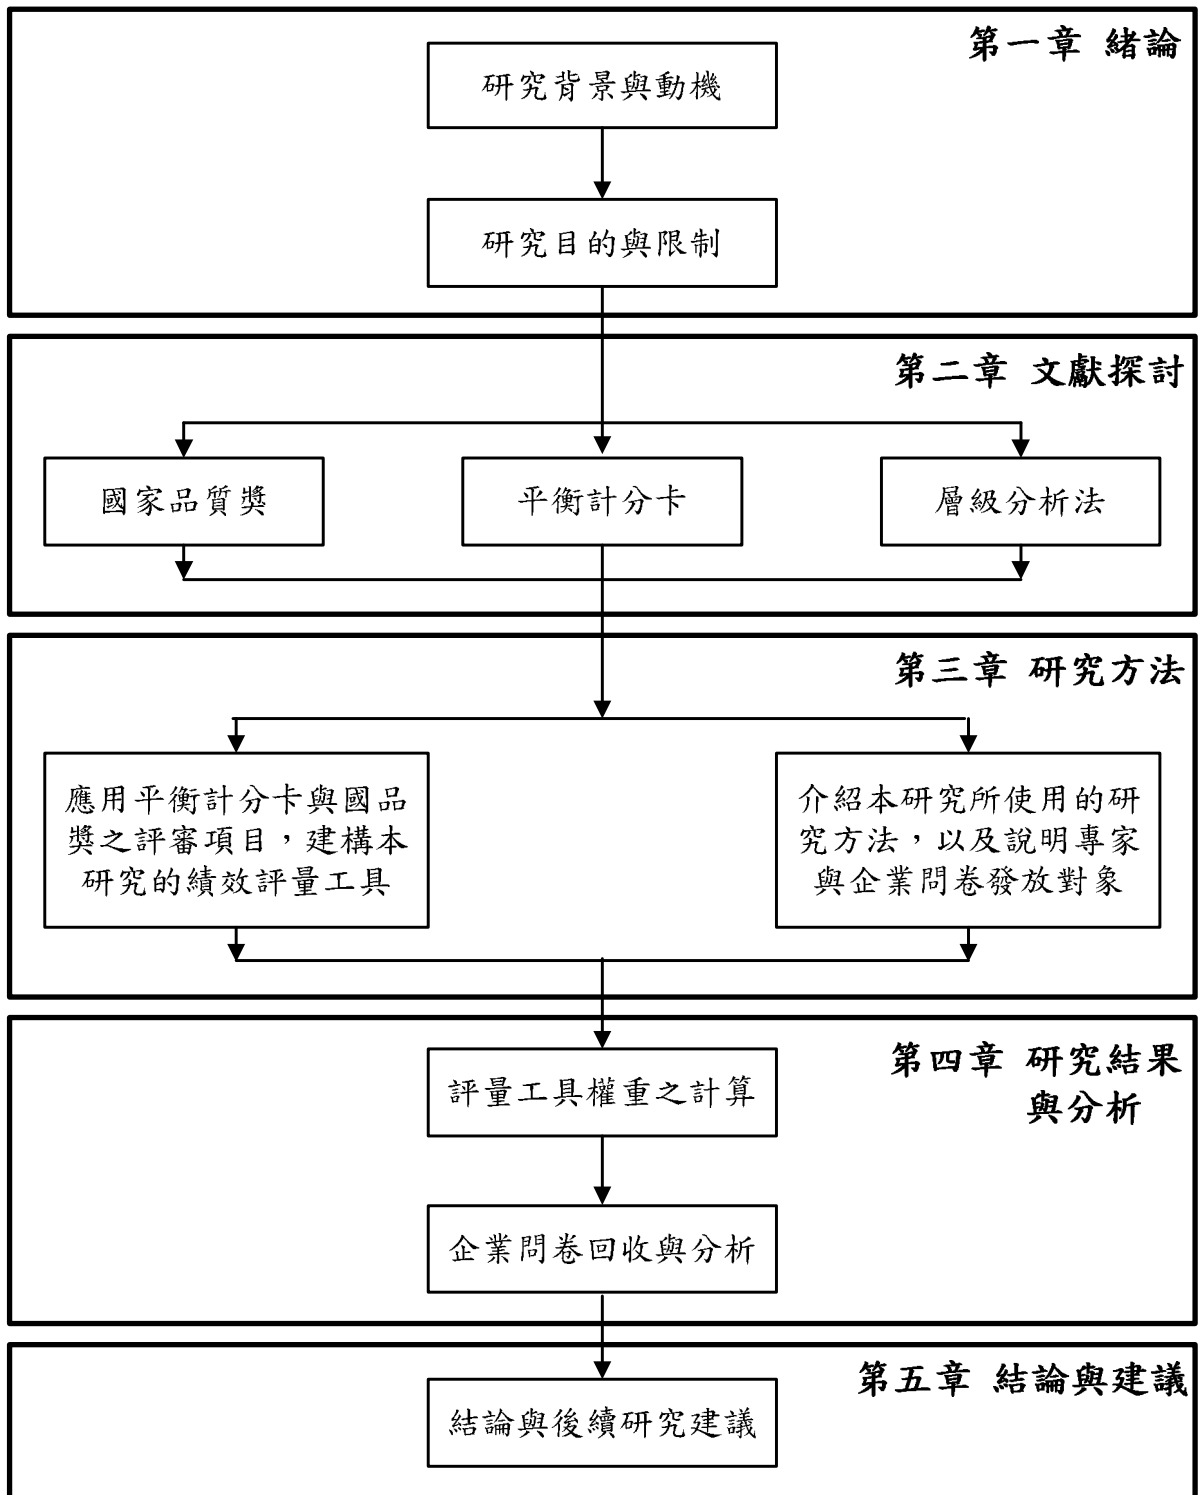 第一章 緒論
研究背景與動機
研究目的與限制
第二章 文獻探討
國家品質獎
平衡計分卡
層級分析法
第三章 研究方法
應用平衡計分卡與國品
獎之評審項目，建構本
研究的績效評量工具
介紹本研究所使用的研
究方法，以及說明專家
與企業問卷發放對象
第四章 研究結果
與分析
評量工具權重之計算
企業問卷回收與分析
第五章 結論與建議
結論與後續研究建議